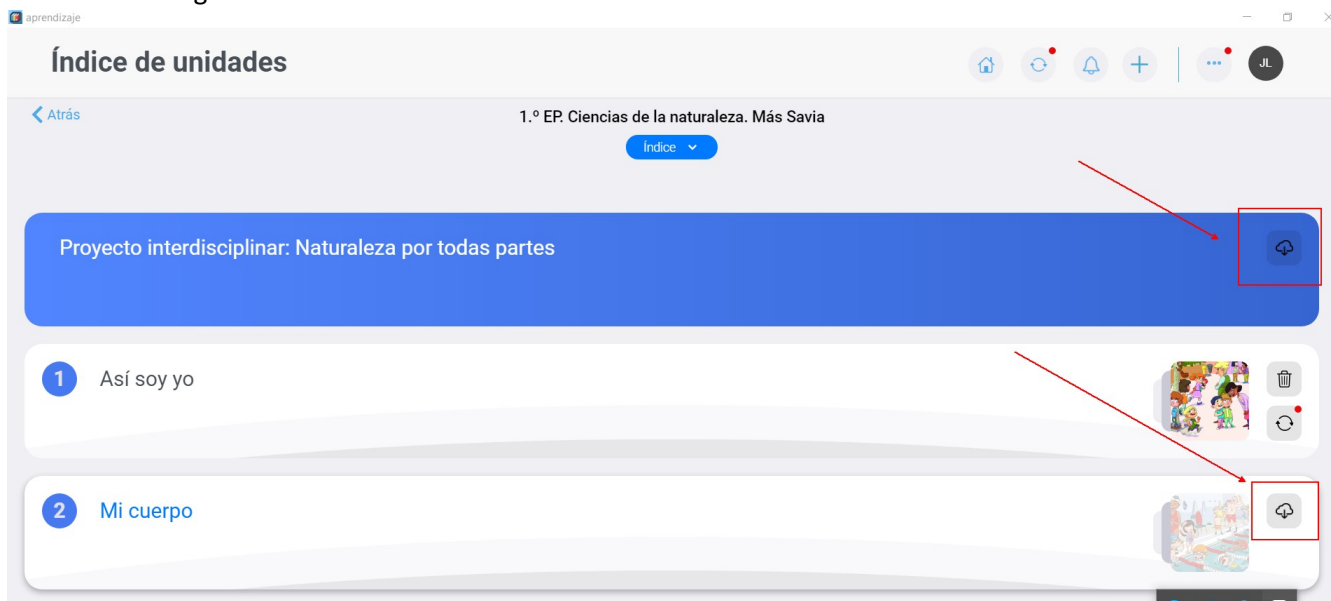 aprendizaje
Índice de unidades
JL
Atrás
1.º EP. Ciencias de la naturaleza. Más Savia
Índice
Proyecto interdisciplinar: Naturaleza por todas partes
1 Así soy yo
2 Mi cuerpo